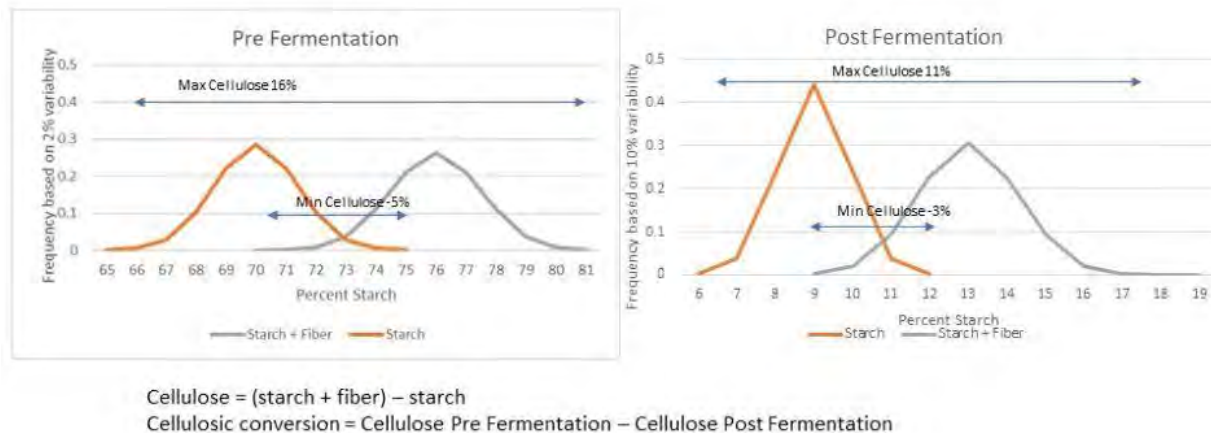 Pre Fermentation
Frequency based on 2% variability
0.5
0.4
0.3
0.2
0.1
0
Max Cellulose 16%
Min Cellulose -5%
65 66 67 68 69 70 71 72 73 74 75 76 77 78 79 80 81
Percent Starch
Starch + Fiber Starch
Post Fermentation
Frequency based on 10% variability
0.5
0.4
0.3
0.2
0.1
0
Max Cellulose 11%
Min Cellulose -3%
6 7 8 9 10 11 12 13 14 15 16 17 18 19
Percent Starch
Starch Starch + Fiber
Cellulose = (starch + fiber) – starch
Cellulosic conversion = Cellulose Pre Fermentation – Cellulose Post Fermentation